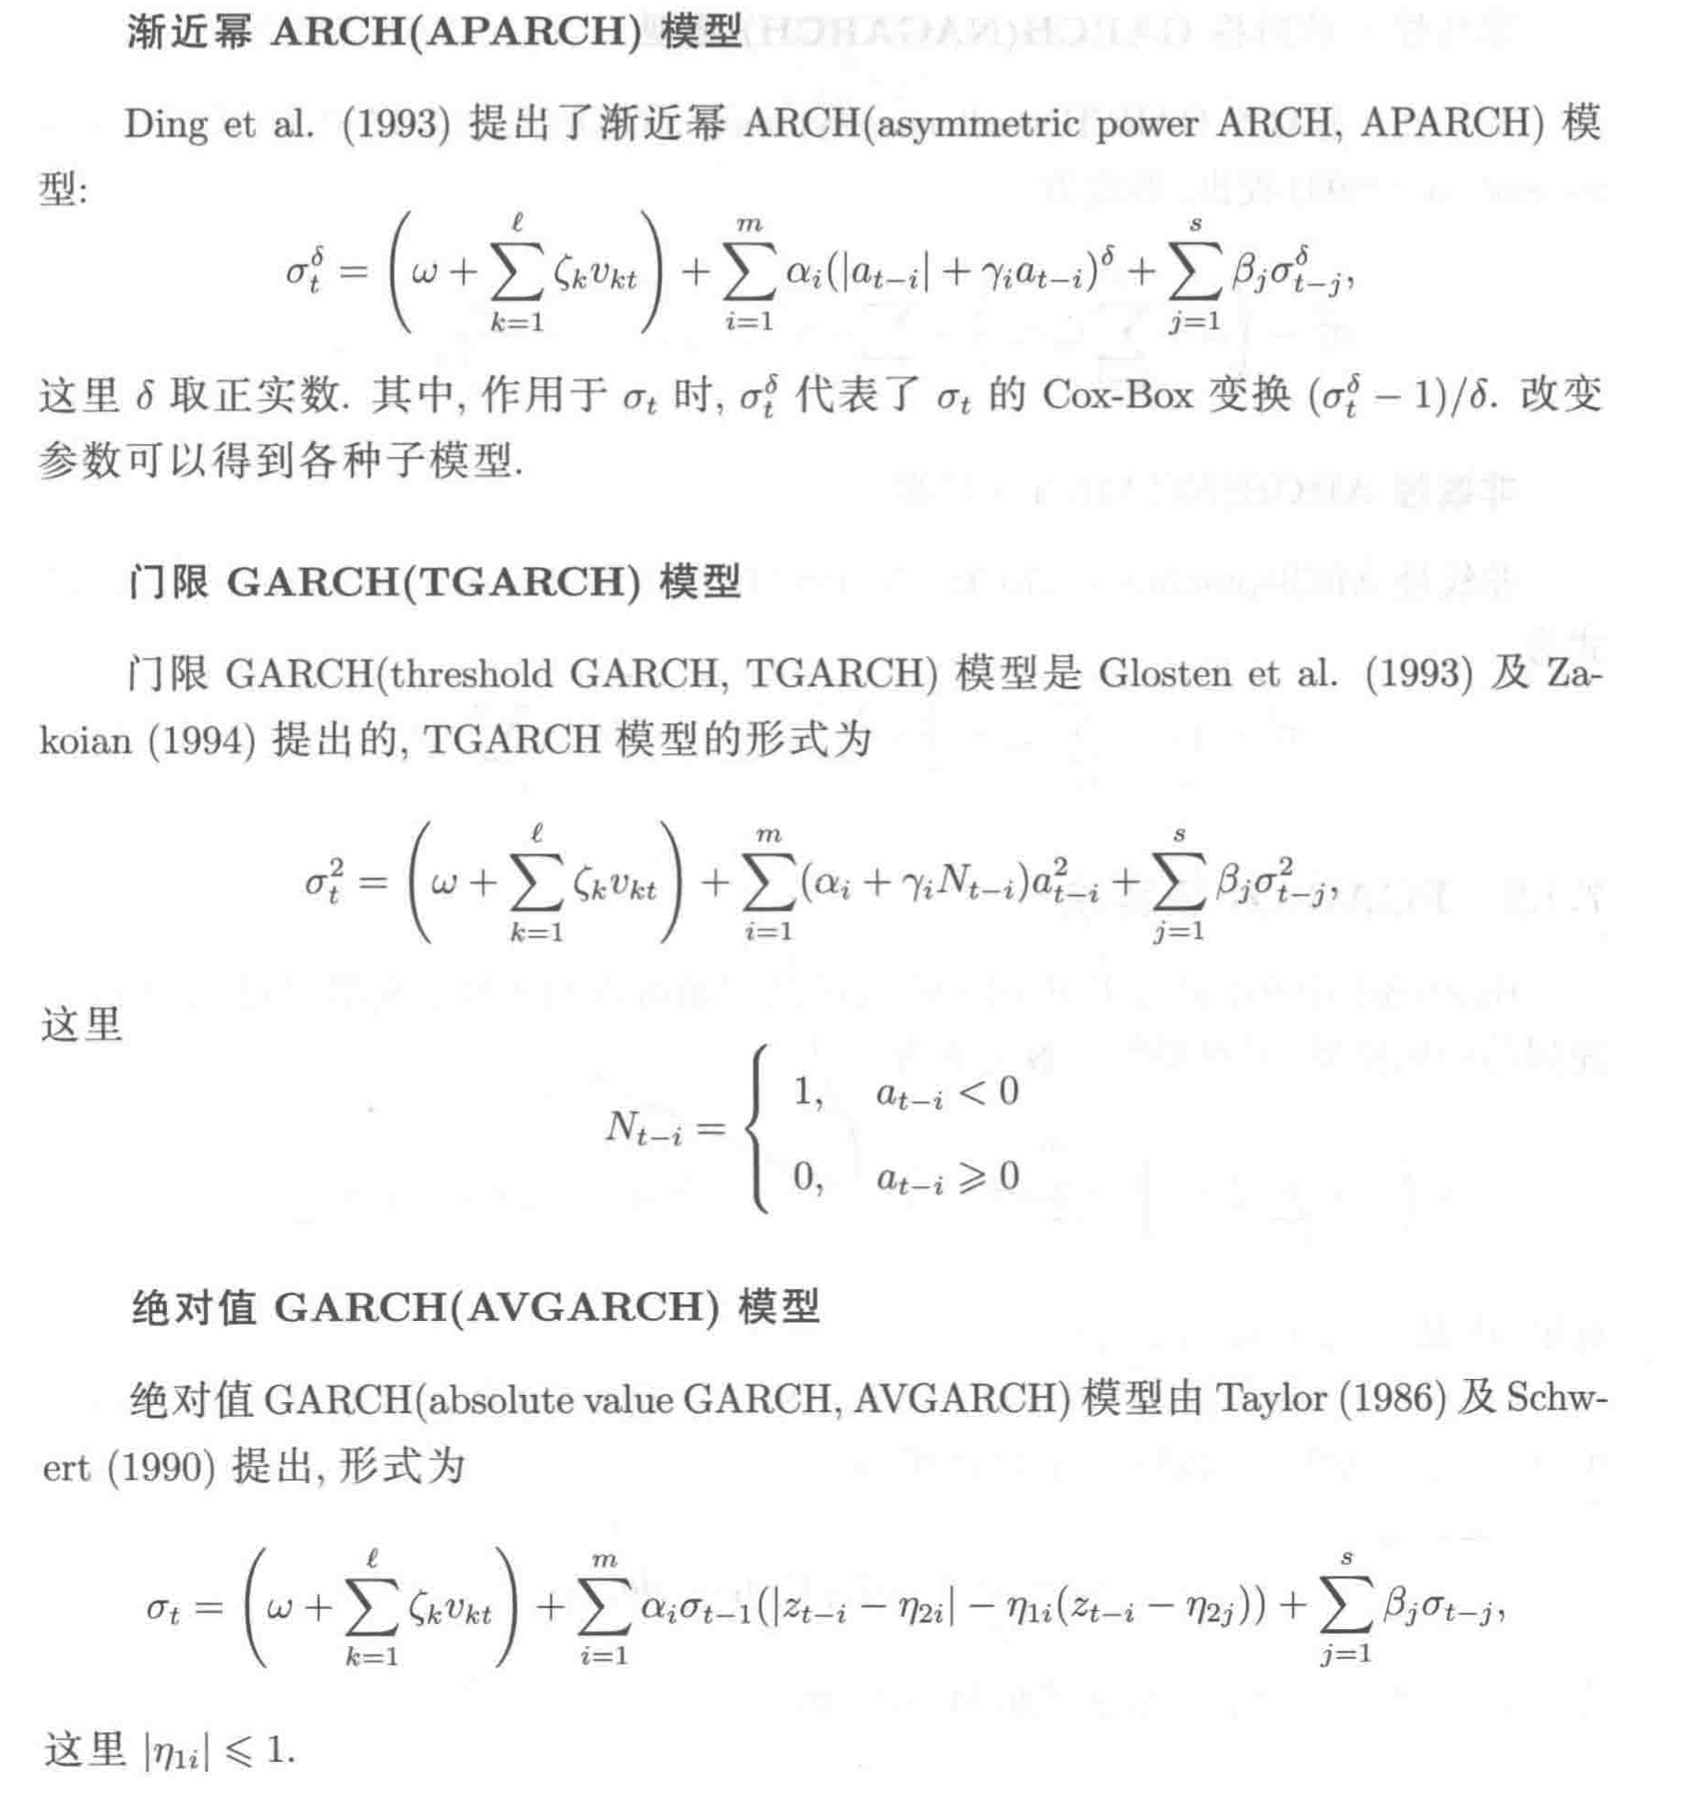 渐近幂 ARCH(APARCH) 模型
Ding et al. (1993) 提出了渐近幂 ARCH(asymmetric power ARCH, APARCH) 模
型:
$$\sigma_t^\delta = \left(\omega + \sum_{k=1}^{\ell} \zeta_k v_{kt}\right) + \sum_{i=1}^{m} \alpha_i(|a_{t-i}| + \gamma_i a_{t-i})^\delta + \sum_{j=1}^{s} \beta_j \sigma_{t-j}^\delta,$$
这里 δ 取正实数. 其中, 作用于 $\sigma_t$ 时, $\sigma_t^\delta$ 代表了 $\sigma_t$ 的 Cox-Box 变换 $(\sigma_t^\delta - 1)/\delta$. 改变
参数可以得到各种子模型.
门限 GARCH(TGARCH) 模型
门限 GARCH(threshold GARCH, TGARCH) 模型是 Glosten et al. (1993) 及 Za-
koian (1994) 提出的, TGARCH 模型的形式为
$$\sigma_t^2 = \left(\omega + \sum_{k=1}^{\ell} \zeta_k v_{kt}\right) + \sum_{i=1}^{m} (\alpha_i + \gamma_i N_{t-i})a_{t-i}^2 + \sum_{j=1}^{s} \beta_j \sigma_{t-j}^2,$$
这里
$$N_{t-i} = \begin{cases} 1, & a_{t-i} < 0 \\ 0, & a_{t-i} \geqslant 0 \end{cases}$$
绝对值 GARCH(AVGARCH) 模型
绝对值 GARCH(absolute value GARCH, AVGARCH) 模型由 Taylor (1986) 及 Schw-
ert (1990) 提出, 形式为
$$\sigma_t = \left(\omega + \sum_{k=1}^{\ell} \zeta_k v_{kt}\right) + \sum_{i=1}^{m} \alpha_i \sigma_{t-1}(|z_{t-i} - \eta_{2i}| - \eta_{1i}(z_{t-i} - \eta_{2j})) + \sum_{j=1}^{s} \beta_j \sigma_{t-j},$$
这里 $|\eta_{1i}| \leqslant 1$.